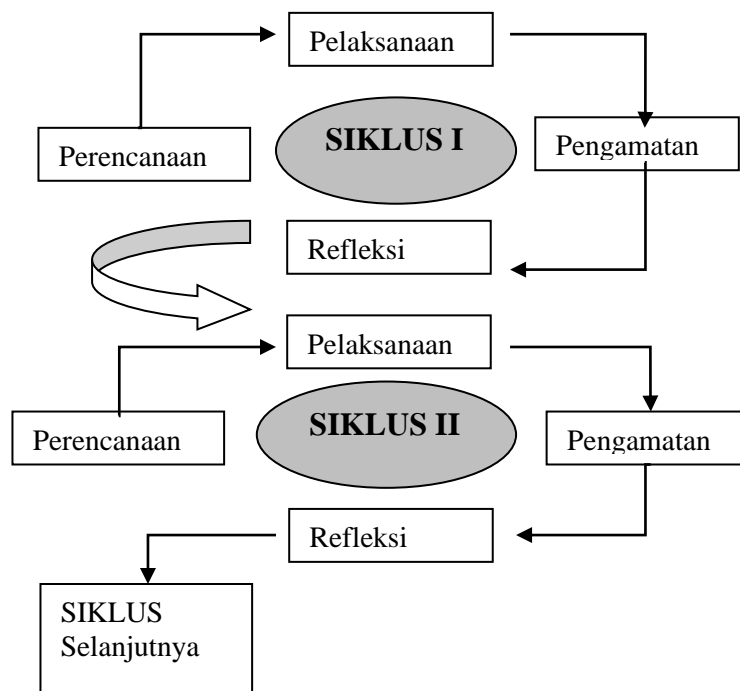 Pelaksanaan
Perencanaan
SIKLUS I
Pengamatan
Refleksi
Pelaksanaan
Perencanaan
SIKLUS II
Pengamatan
Refleksi
SIKLUS
Selanjutnya